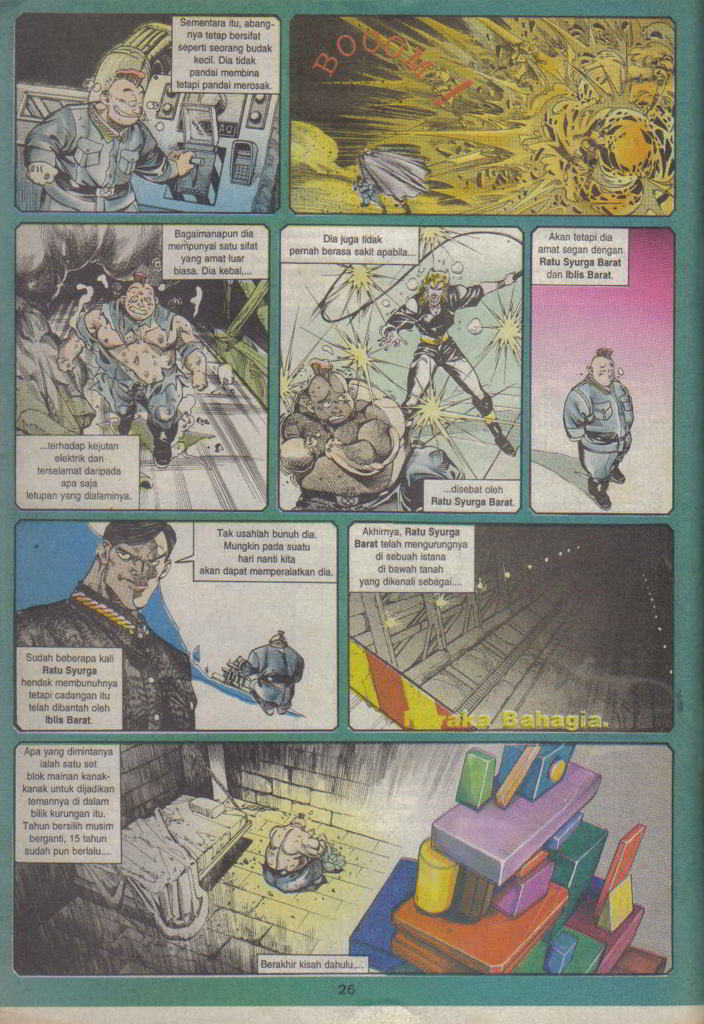 Sementara itu, abang-
nya tetap bersifat
seperti seorang budak
kecil. Dia tidak
pandai membina
tetapi pandai merosak.
BOOOM!
Bagaimanapun dia
mempunyai satu sifat
yang amat luar
biasa. Dia kebal,...
...terhadap kejutan
elektrik dan
terselamat daripada
apa saja
letupan yang dialaminya.
Dia juga tidak
pernah berasa sakit apabila...
...disebat oleh
Ratu Syurga Barat.
Akan tetapi dia
amat segan dengan
Ratu Syurga Barat
dan Iblis Barat.
Tak usahlah bunuh dia.
Mungkin pada suatu
hari nanti kita
akan dapat memperalatkan dia.
Sudah beberapa kali
Ratu Syurga
hendak membunuhnya
tetapi cadangan itu
telah dibantah oleh
Iblis Barat.
Akhirnya, Ratu Syurga
Barat telah mengurungnya
di sebuah istana
di bawah tanah
yang dikenali sebagai....
Neraka Bahagia.
Apa yang dimintanya
ialah satu set
blok mainan kanak-
kanak untuk dijadikan
temannya di dalam
bilik kurungan itu.
Tahun bersilih musim
berganti, 15 tahun
sudah pun berlalu....
Berakhir kisah dahulu....
26